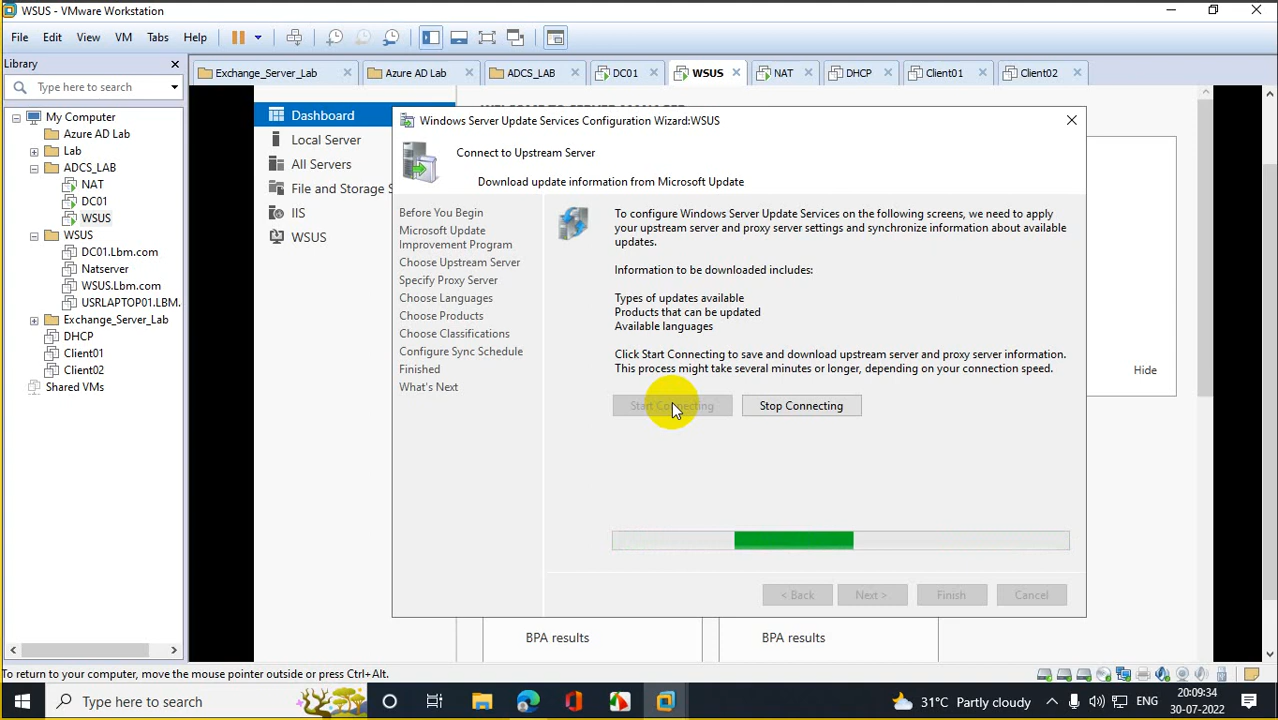 WSUS - VMware Workstation
File Edit View VM Tabs Help
Library
Type here to search
My Computer
Azure AD Lab
Lab
ADCS_LAB
NAT
DC01
WSUS
WSUS
DC01.Lbm.com
Natserver
WSUS.Lbm.com
USRLAPTOP01.LBM.
Exchange_Server_Lab
DHCP
Client01
Client02
Shared VMs
Exchange_Server_Lab Azure AD Lab ADCS_LAB DC01 WSUS NAT DHCP Client01 Client02
Dashboard
Local Server
All Servers
File and Storage S
IIS
WSUS
Windows Server Update Services Configuration Wizard:WSUS
Connect to Upstream Server
Download update information from Microsoft Update
Before You Begin
Microsoft Update
Improvement Program
Choose Upstream Server
Specify Proxy Server
Choose Languages
Choose Products
Choose Classifications
Configure Sync Schedule
Finished
What's Next
To configure Windows Server Update Services on the following screens, we need to apply
your upstream server and proxy server settings and synchronize information about available
updates.
Information to be downloaded includes:
Types of updates available
Products that can be updated
Available languages
Click Start Connecting to save and download upstream server and proxy server information.
This process might take several minutes or longer, depending on your connection speed.
Start Connecting Stop Connecting
< Back Next > Finish Cancel
Hide
BPA results BPA results
To return to your computer, move the mouse pointer outside or press Ctrl+Alt.
Type here to search
31°C Partly cloudy
ENG
20:09:34
30-07-2022